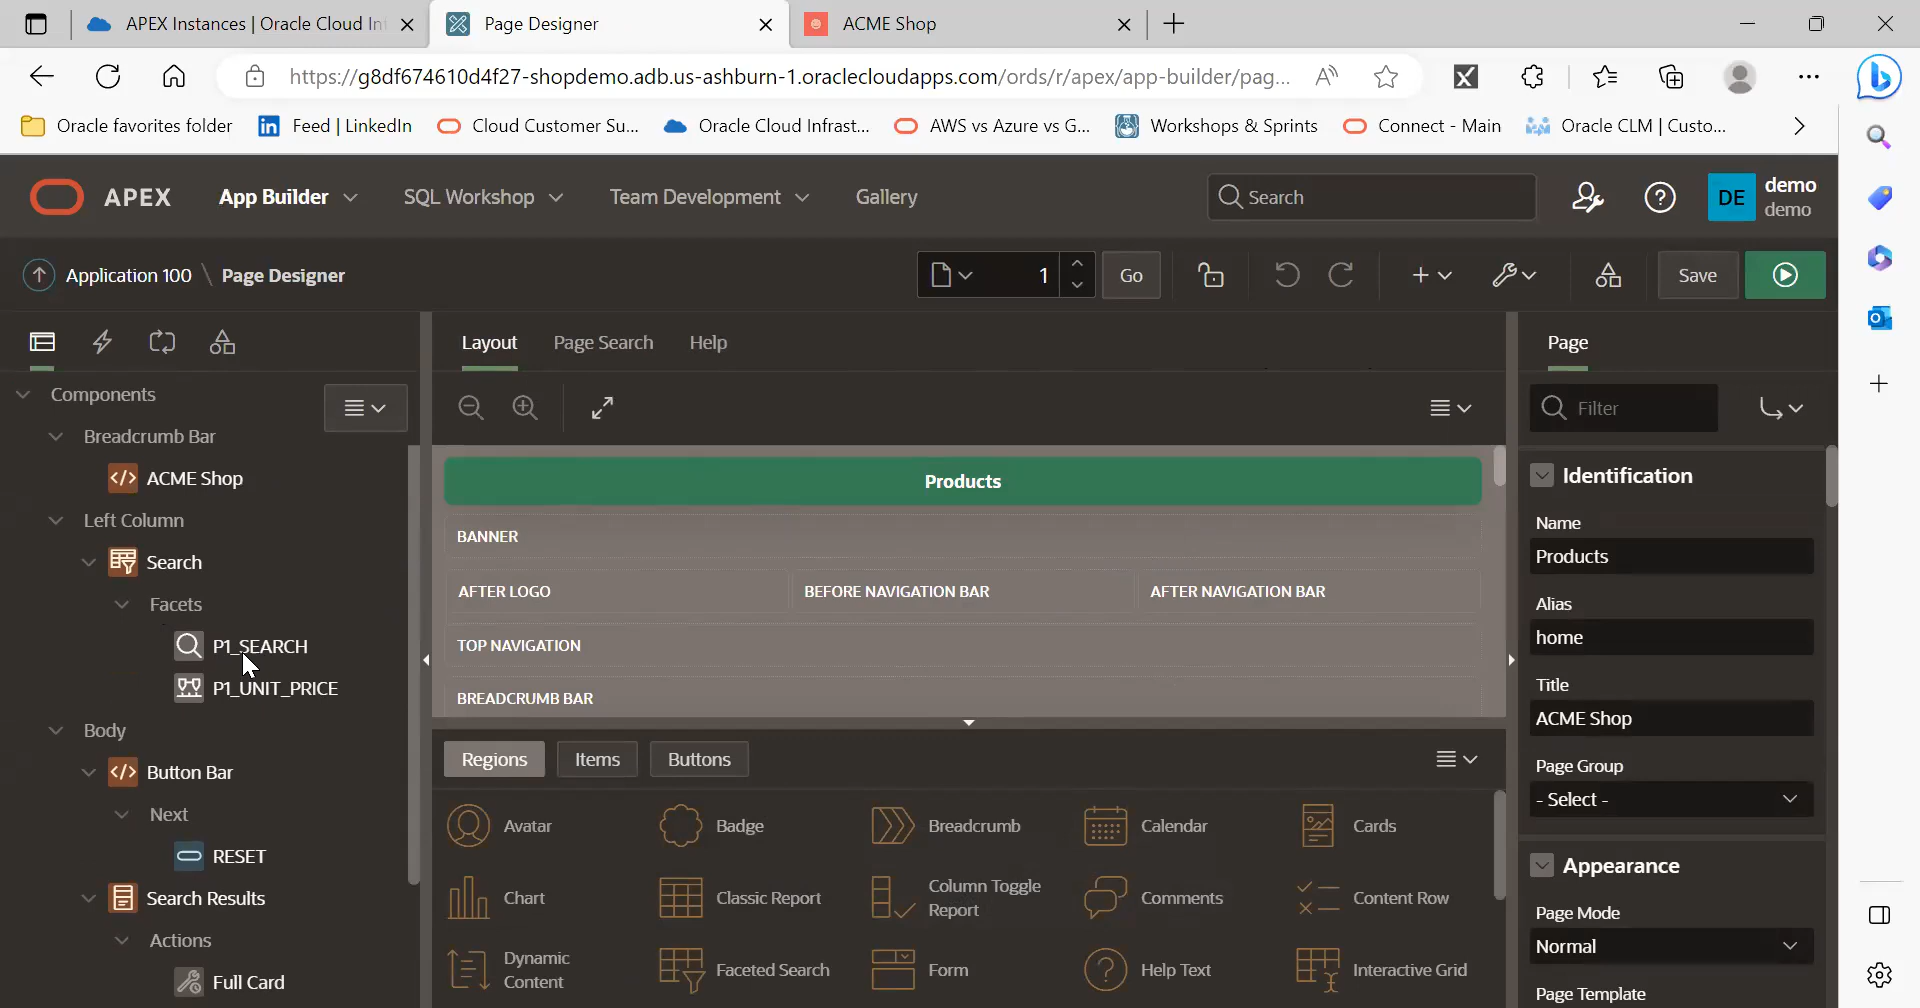 APEX Instances | Oracle Cloud In
Page Designer
ACME Shop
https://g8df674610d4f27-shopdemo.adb.us-ashburn-1.oraclecloudapps.com/ords/r/apex/app-builder/pag...
Oracle favorites folder
Feed | LinkedIn
Cloud Customer Su...
Oracle Cloud Infrast...
AWS vs Azure vs G...
Workshops & Sprints
Connect - Main
Oracle CLM | Custo...
APEX
App Builder
SQL Workshop
Team Development
Gallery
Search
DE
demo
demo
Application 100 \ Page Designer
1
Go
Save
Layout
Page Search
Help
Page
Components
Breadcrumb Bar
ACME Shop
Left Column
Search
Facets
P1_SEARCH
P1_UNIT_PRICE
Body
Button Bar
Next
RESET
Search Results
Actions
Full Card
Products
BANNER
AFTER LOGO
BEFORE NAVIGATION BAR
AFTER NAVIGATION BAR
TOP NAVIGATION
BREADCRUMB BAR
Regions
Items
Buttons
Avatar
Badge
Breadcrumb
Calendar
Cards
Chart
Classic Report
Column Toggle
Report
Comments
Content Row
Dynamic
Content
Faceted Search
Form
Help Text
Interactive Grid
Filter
Identification
Name
Products
Alias
home
Title
ACME Shop
Page Group
- Select -
Appearance
Page Mode
Normal
Page Template